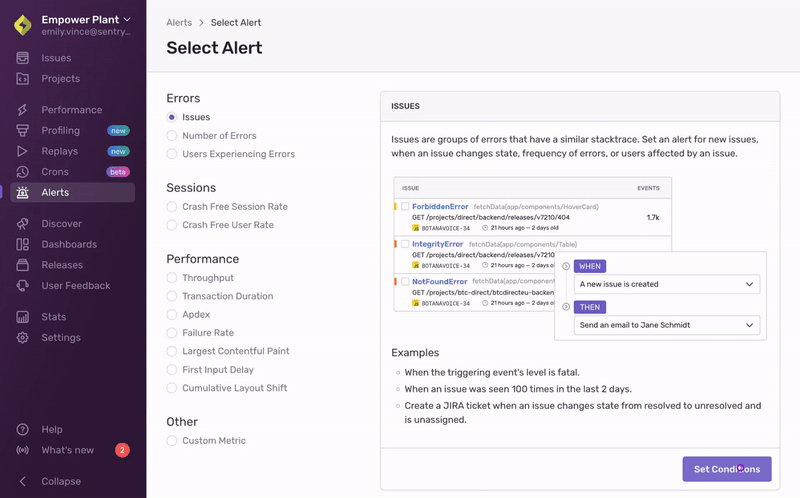 Empower Plant
emily.vince@sentry...
Issues
Projects
Performance
Profiling new
Replays new
Crons beta
Alerts
Discover
Dashboards
Releases
User Feedback
Stats
Settings
Help
What's new 2
Collapse
Alerts > Select Alert
Select Alert
Errors
Issues
Number of Errors
Users Experiencing Errors
Sessions
Crash Free Session Rate
Crash Free User Rate
Performance
Throughput
Transaction Duration
Apdex
Failure Rate
Largest Contentful Paint
First Input Delay
Cumulative Layout Shift
Other
Custom Metric
ISSUES
Issues are groups of errors that have a similar stacktrace. Set an alert for new issues,
when an issue changes state, frequency of errors, or users affected by an issue.
ISSUE EVENTS
ForbiddenError fetchData(app/components/HoverCard)
GET /projects/direct/backend/releases/v7210/404 1.7k
BOTANAVOICE-34 21 hours ago — 2 days old
IntegrityError fetchData(app/components/Table)
GET /projects/direct/backend/releases/v7210
BOTANAVOICE-34 21 hours ago — 2 days old
NotFoundError fetchData(app/component
GET /projects/btc-direct/btcdirecteu-backen
BOTANAVOICE-34 21 hours ago — 2 days old
WHEN
A new issue is created
THEN
Send an email to Jane Schmidt
Examples
When the triggering event's level is fatal.
When an issue was seen 100 times in the last 2 days.
Create a JIRA ticket when an issue changes state from resolved to unresolved and
is unassigned.
Set Conditions